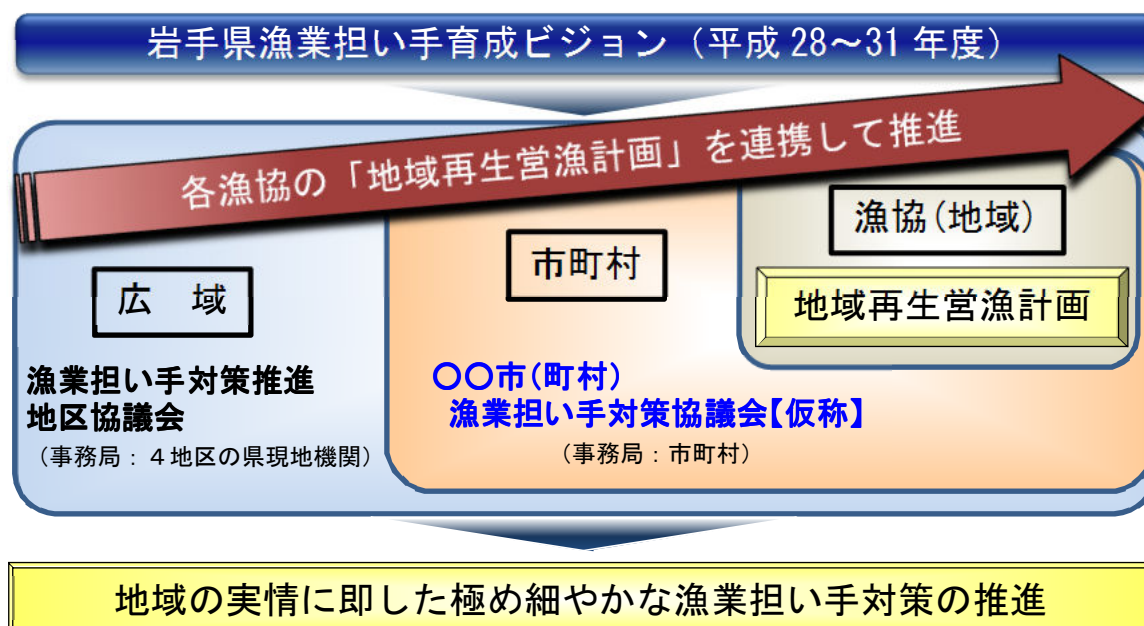 岩手県漁業担い手育成ビジョン（平成 28～31 年度）
各漁協の「地域再生営漁計画」を連携して推進
広　域
漁業担い手対策推進
地区協議会
（事務局：４地区の県現地機関）
市町村
〇〇市(町村)
漁業担い手対策協議会【仮称】
（事務局：市町村）
漁協(地域)
地域再生営漁計画
地域の実情に即した極め細やかな漁業担い手対策の推進